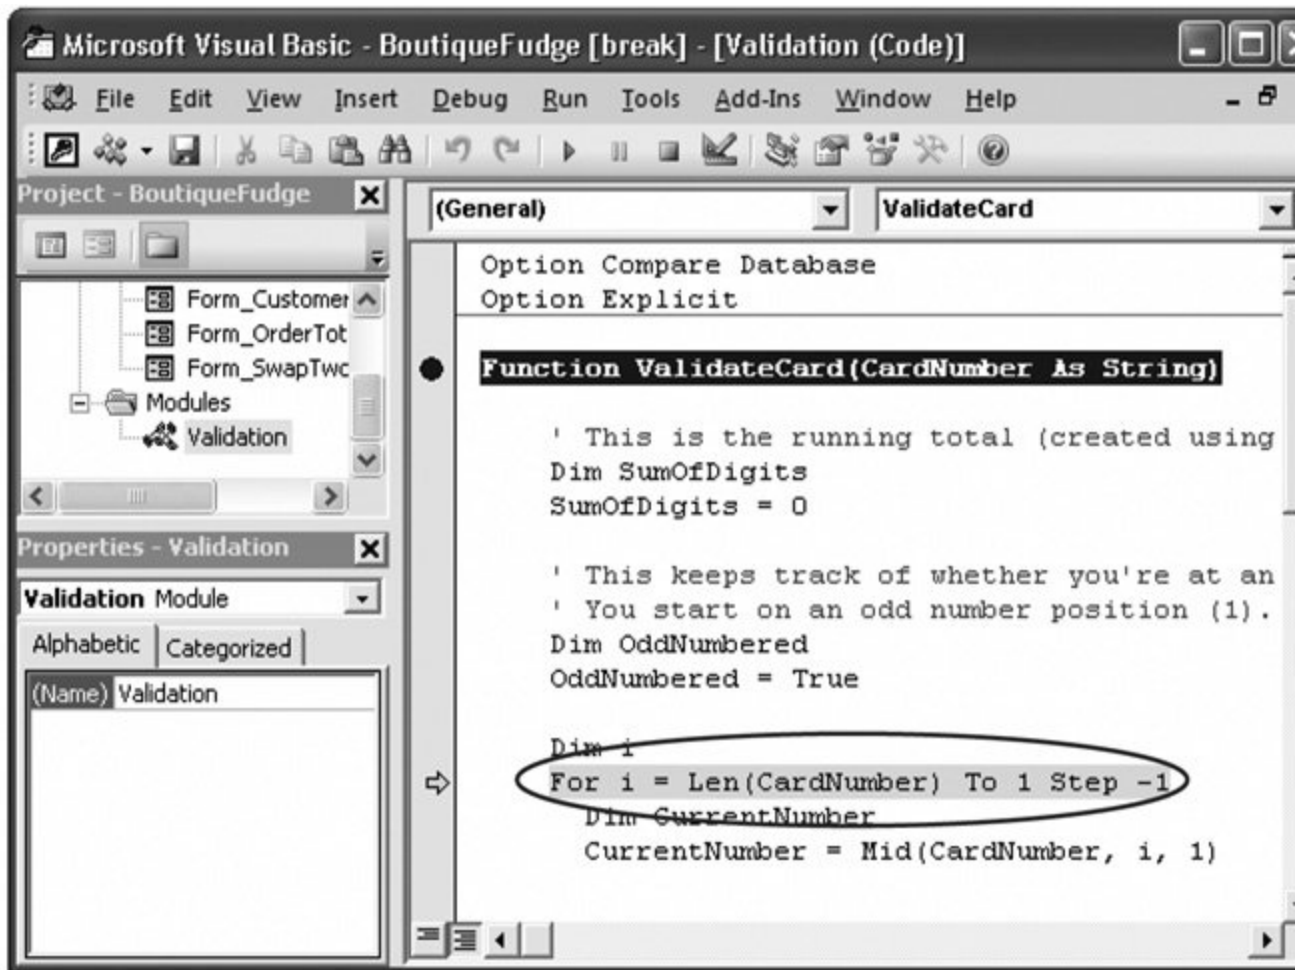 Microsoft Visual Basic - BoutiqueFudge [break] - [Validation (Code)]
File Edit View Insert Debug Run Tools Add-Ins Window Help
Project - BoutiqueFudge
Form_Customer
Form_OrderTot
Form_SwapTwo
Modules
Validation
Properties - Validation
Validation Module
Alphabetic Categorized
(Name) Validation
(General) ValidateCard
Option Compare Database
Option Explicit
Function ValidateCard(CardNumber As String)
' This is the running total (created using
Dim SumOfDigits
SumOfDigits = 0
' This keeps track of whether you're at an
' You start on an odd number position (1).
Dim OddNumbered
OddNumbered = True
Dim i
For i = Len(CardNumber) To 1 Step -1
Dim CurrentNumber
CurrentNumber = Mid(CardNumber, i, 1)